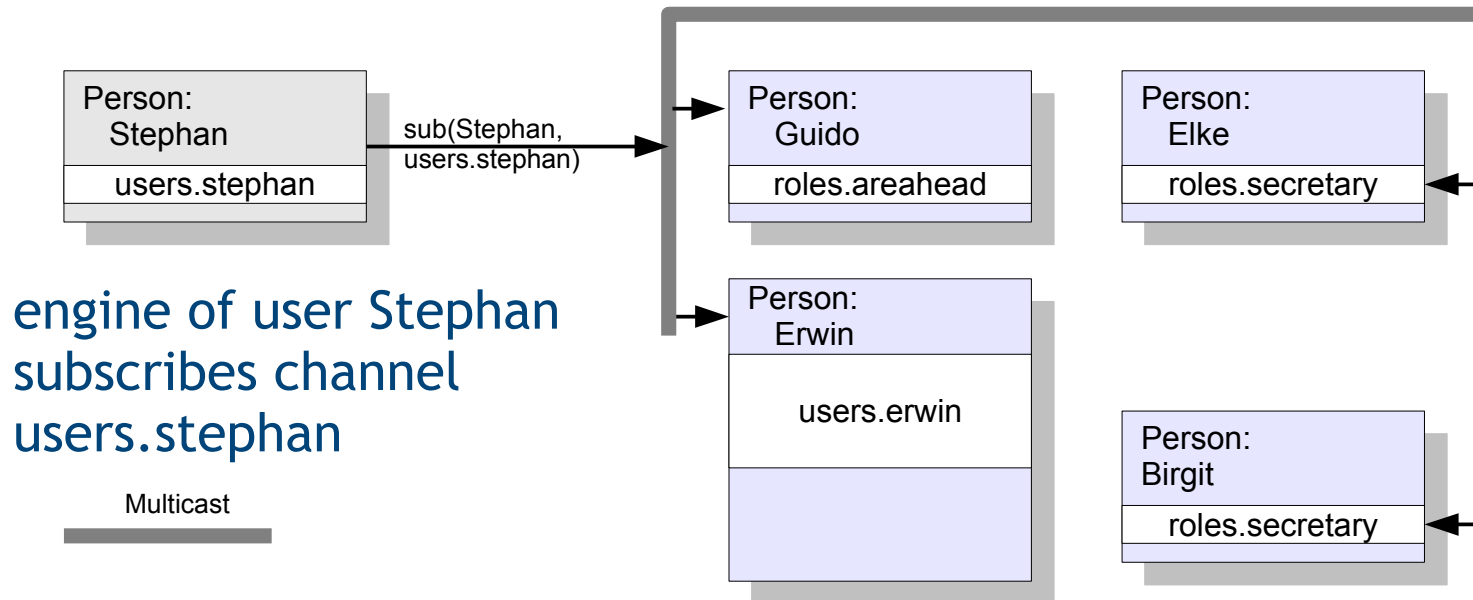 Person:
Stephan
users.stephan
sub(Stephan,
users.stephan)
Person:
Guido
roles.areahead
Person:
Elke
roles.secretary
engine of user Stephan
subscribes channel
users.stephan
Multicast
Person:
Erwin
users.erwin
Person:
Birgit
roles.secretary